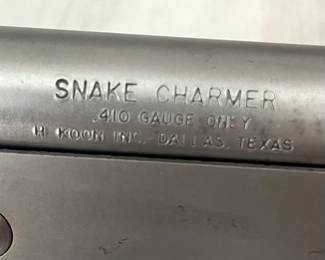 SNAKE CHARMER
.410 GAUGE ONLY
H. KOON INC. DALLAS, TEXAS